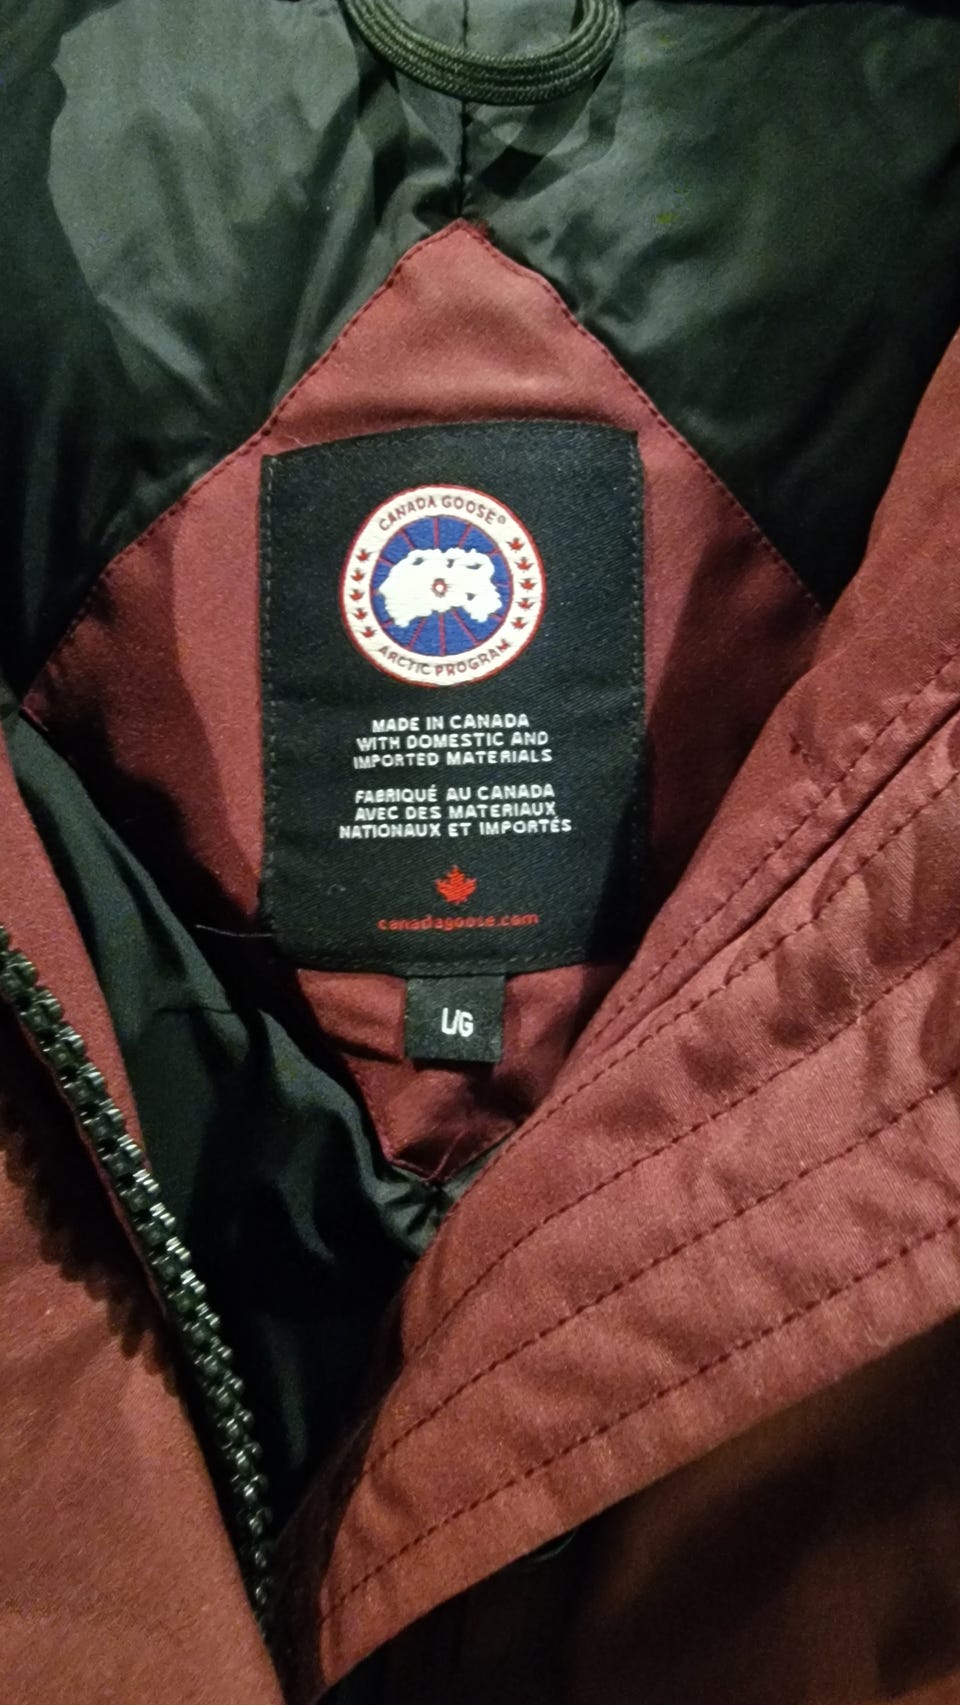 CANADA GOOSE®
ARCTIC PROGRAM
MADE IN CANADA
WITH DOMESTIC AND
IMPORTED MATERIALS
FABRIQUÉ AU CANADA
AVEC DES MATERIAUX
NATIONAUX ET IMPORTÉS
canadagoose.com
L/G